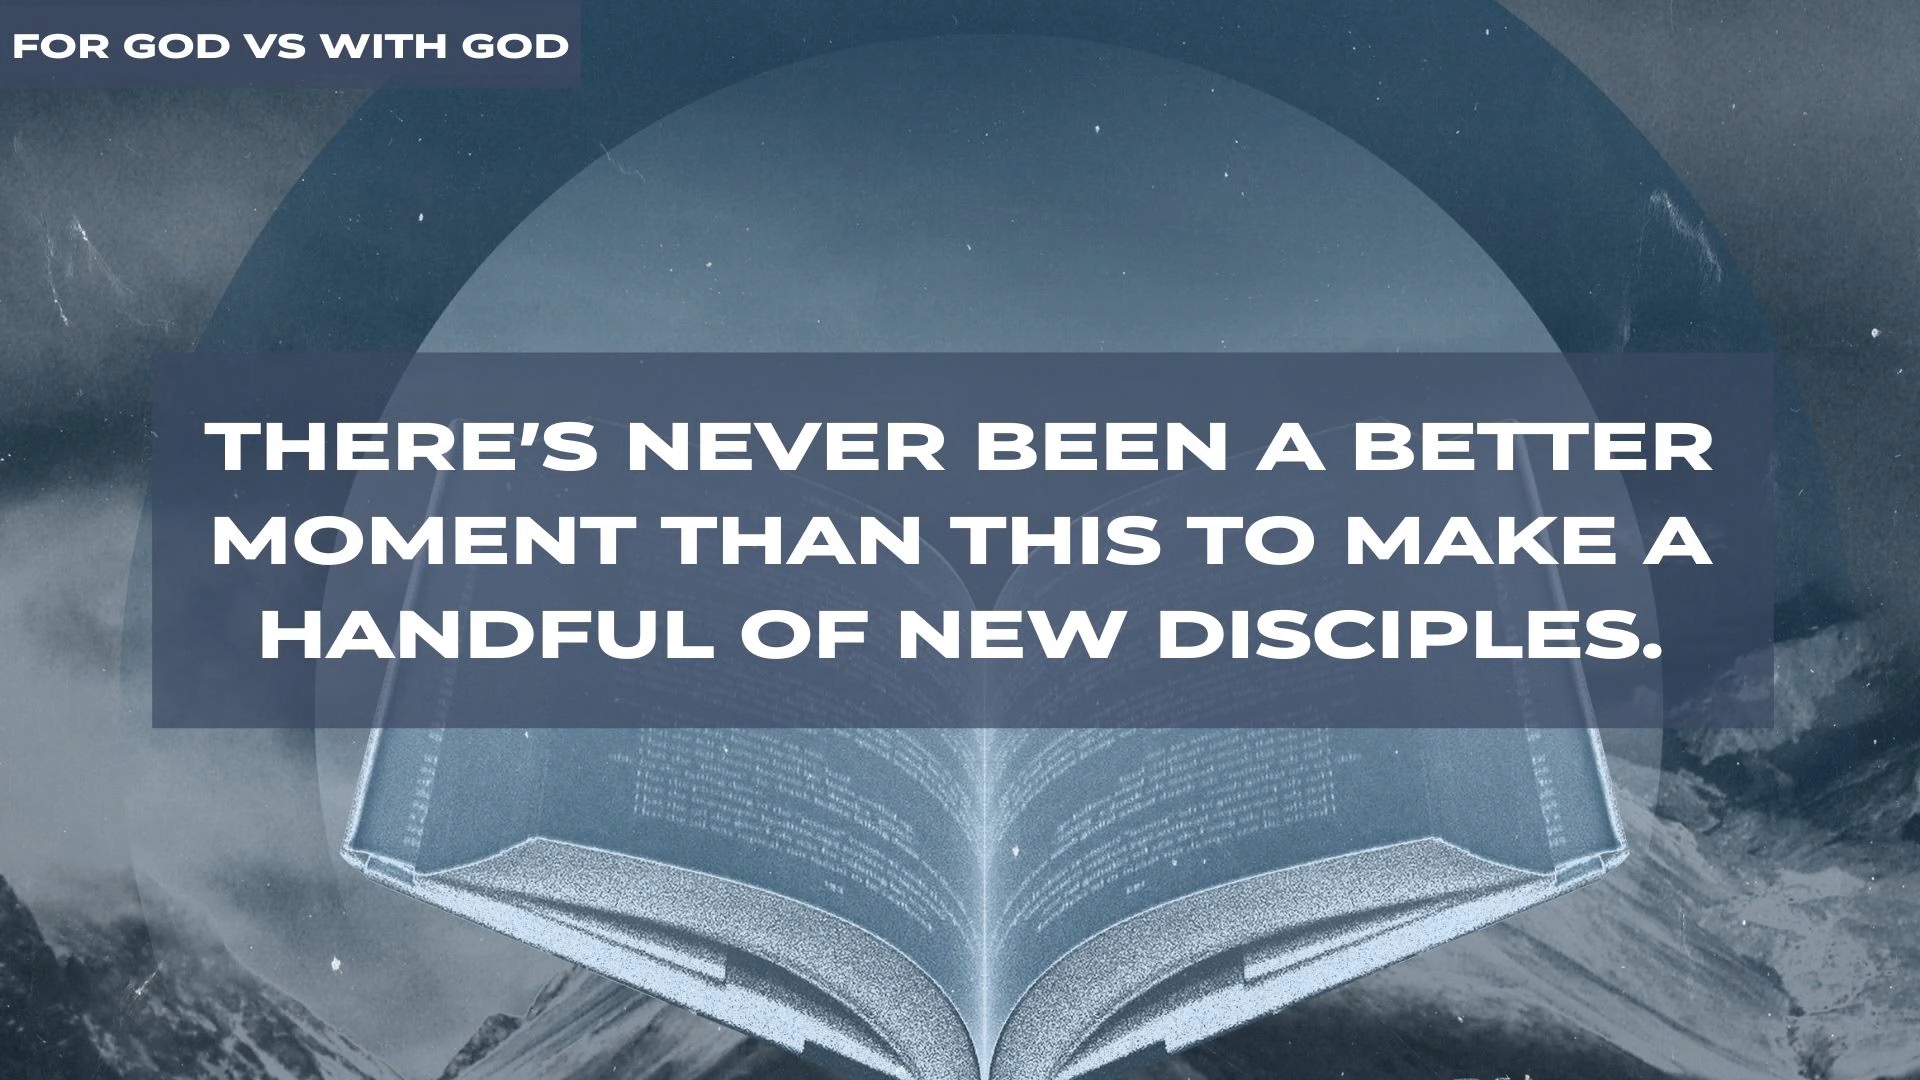 FOR GOD VS WITH GOD
THERE'S NEVER BEEN A BETTER
MOMENT THAN THIS TO MAKE A
HANDFUL OF NEW DISCIPLES.